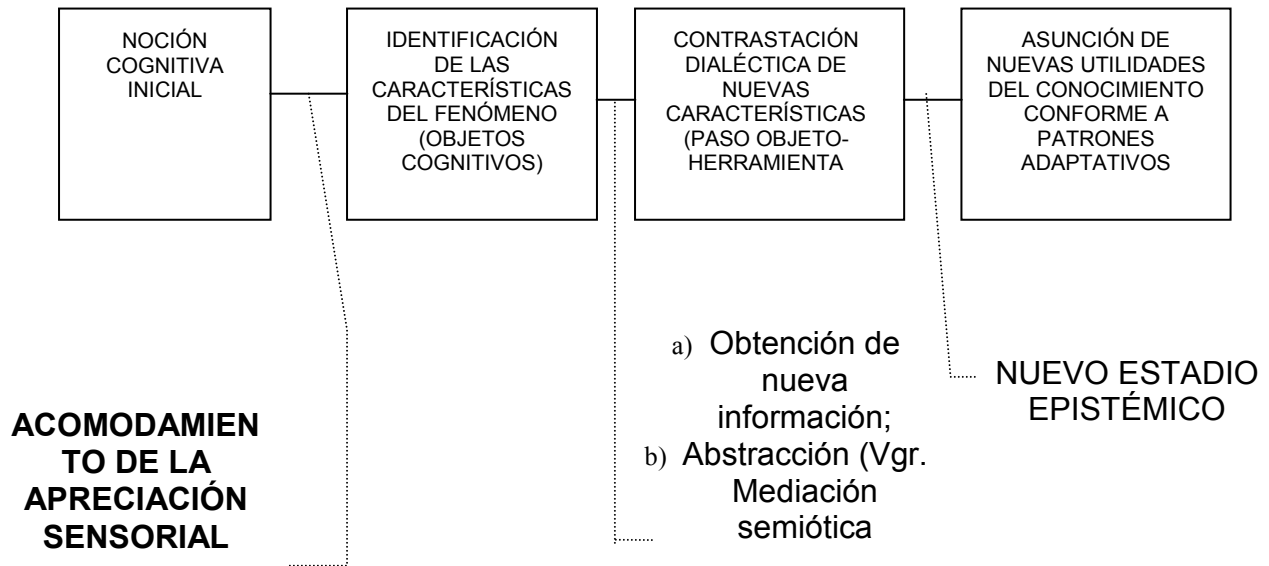 NOCIÓN
COGNITIVA
INICIAL
IDENTIFICACIÓN
DE LAS
CARACTERÍSTICAS
DEL FENÓMENO
(OBJETOS
COGNITIVOS)
CONTRASTACIÓN
DIALÉCTICA DE
NUEVAS
CARACTERÍSTICAS
(PASO OBJETO-
HERRAMIENTA
ASUNCIÓN DE
NUEVAS UTILIDADES
DEL CONOCIMIENTO
CONFORME A
PATRONES
ADAPTATIVOS
ACOMODAMIEN
TO DE LA
APRECIACIÓN
SENSORIAL
a) Obtención de
nueva
información;
b) Abstracción (Vgr.
Mediación
semiótica
NUEVO ESTADIO
EPISTÉMICO